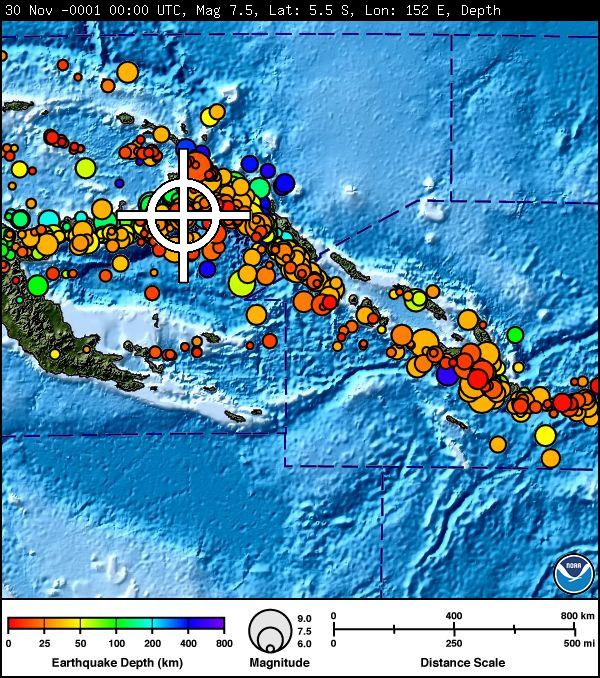 30 Nov -0001 00:00 UTC, Mag 7.5, Lat: 5.5 S, Lon: 152 E, Depth
NOAA
0 25 50 100 200 400 800
Earthquake Depth (km)
9.0
7.5
6.0
Magnitude
0 400 800 km
0 250 500 mi
Distance Scale